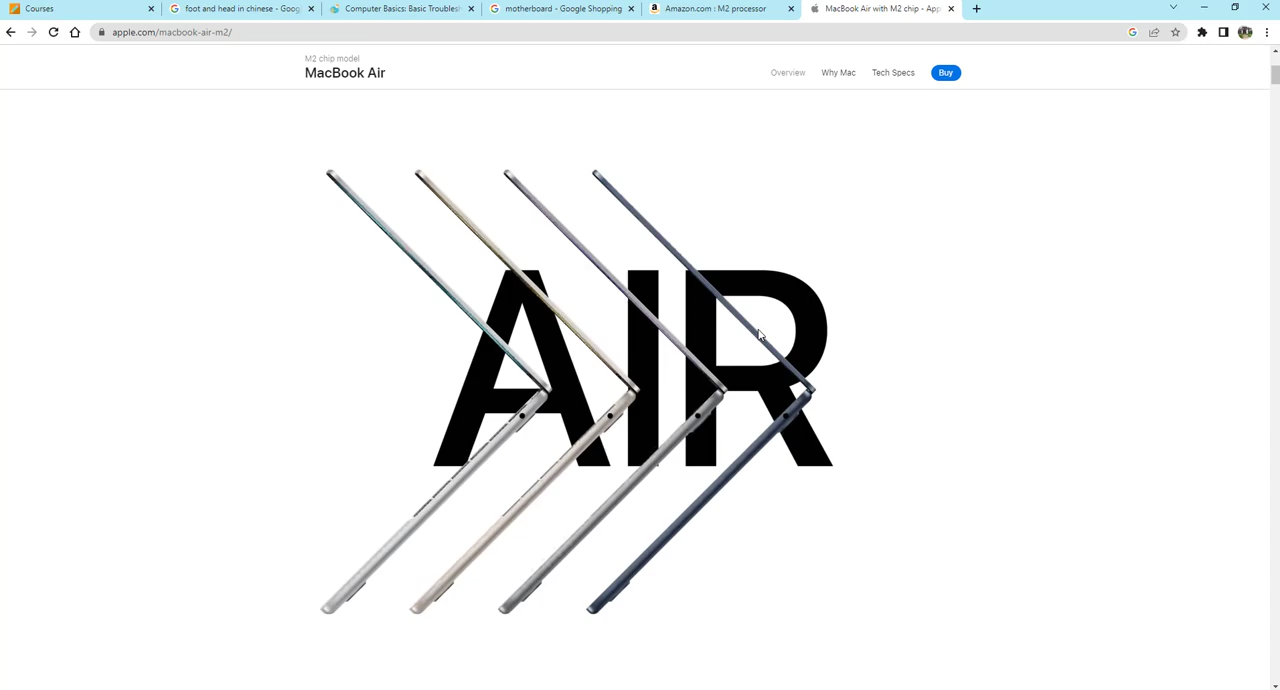 Courses
foot and head in chinese - Goog
Computer Basics: Basic Troublesh
motherboard - Google Shopping
Amazon.com : M2 processor
MacBook Air with M2 chip - App
apple.com/macbook-air-m2/
M2 chip model
MacBook Air
Overview
Why Mac
Tech Specs
Buy
AIR